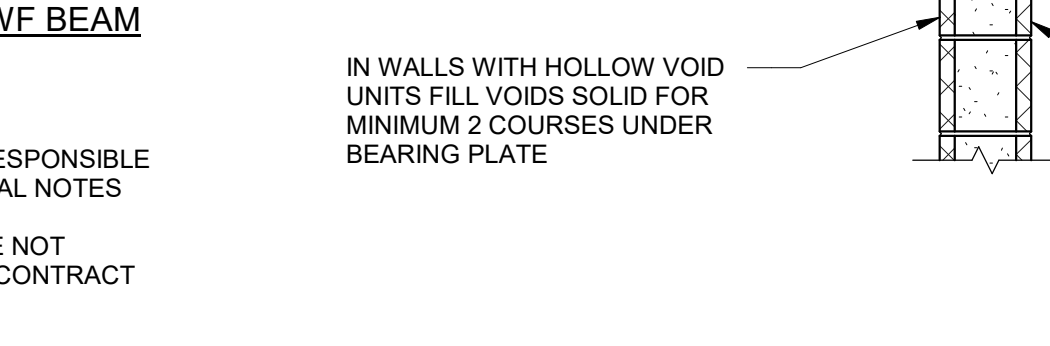 WF BEAM
ESPONSIBLE
AL NOTES
E NOT
CONTRACT
IN WALLS WITH HOLLOW VOID
UNITS FILL VOIDS SOLID FOR
MINIMUM 2 COURSES UNDER
BEARING PLATE